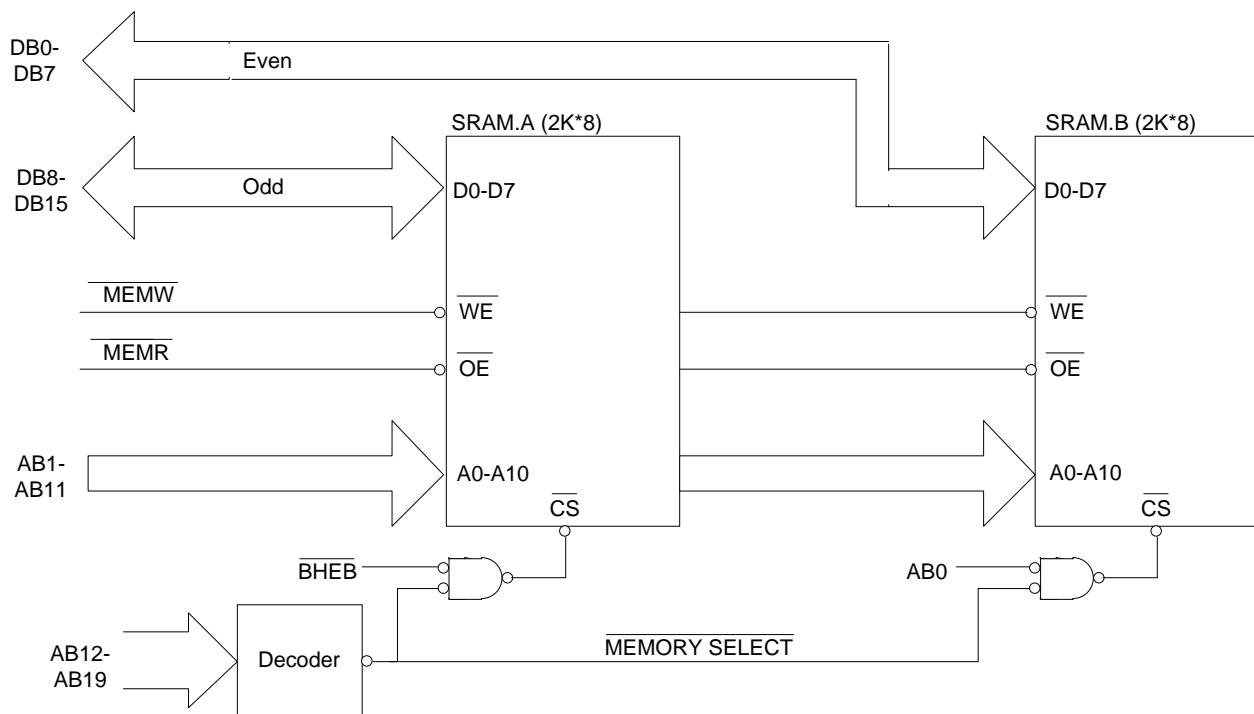 DB0-
DB7
Even
SRAM.A (2K*8)
SRAM.B (2K*8)
DB8-
DB15
Odd
D0-D7
D0-D7
MEMW
WE
WE
MEMR
OE
OE
AB1-
AB11
A0-A10
A0-A10
CS
CS
BHEB
AB0
AB12-
AB19
Decoder
MEMORY SELECT